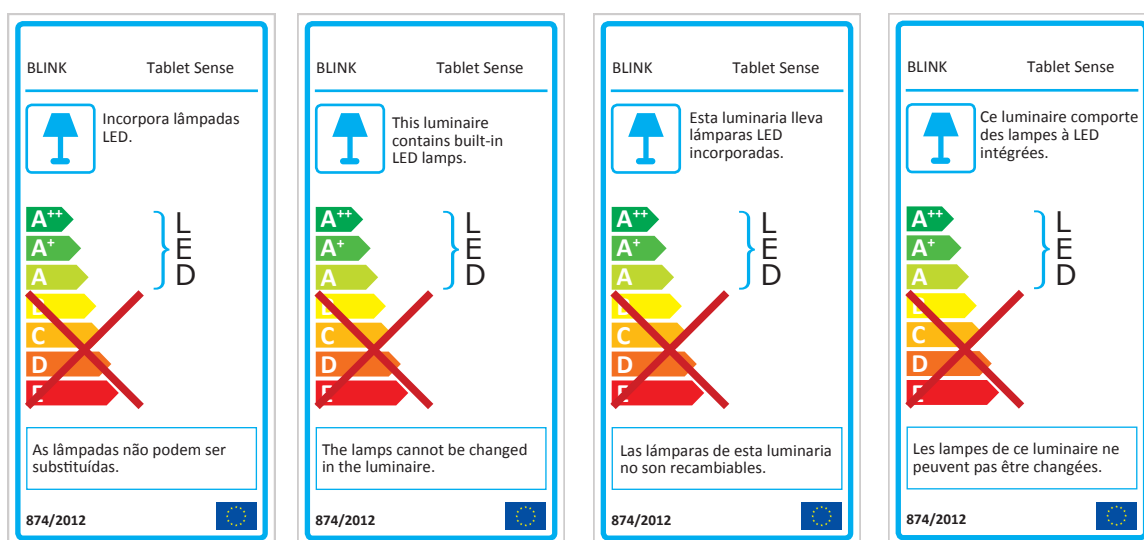 BLINK Tablet Sense
Incorpora lâmpadas
LED.
A++
A+
A
L
E
D
C
D
As lâmpadas não podem ser
substituídas.
874/2012
BLINK Tablet Sense
This luminaire
contains built-in
LED lamps.
A++
A+
A
L
E
D
C
D
The lamps cannot be changed
in the luminaire.
874/2012
BLINK Tablet Sense
Esta luminaria lleva
lámparas LED
incorporadas.
A++
A+
A
L
E
D
C
D
Las lámparas de esta luminaria
no son recambiables.
874/2012
BLINK Tablet Sense
Ce luminaire comporte
des lampes à LED
intégrées.
A++
A+
A
L
E
D
C
D
Les lampes de ce luminaire ne
peuvent pas être changées.
874/2012